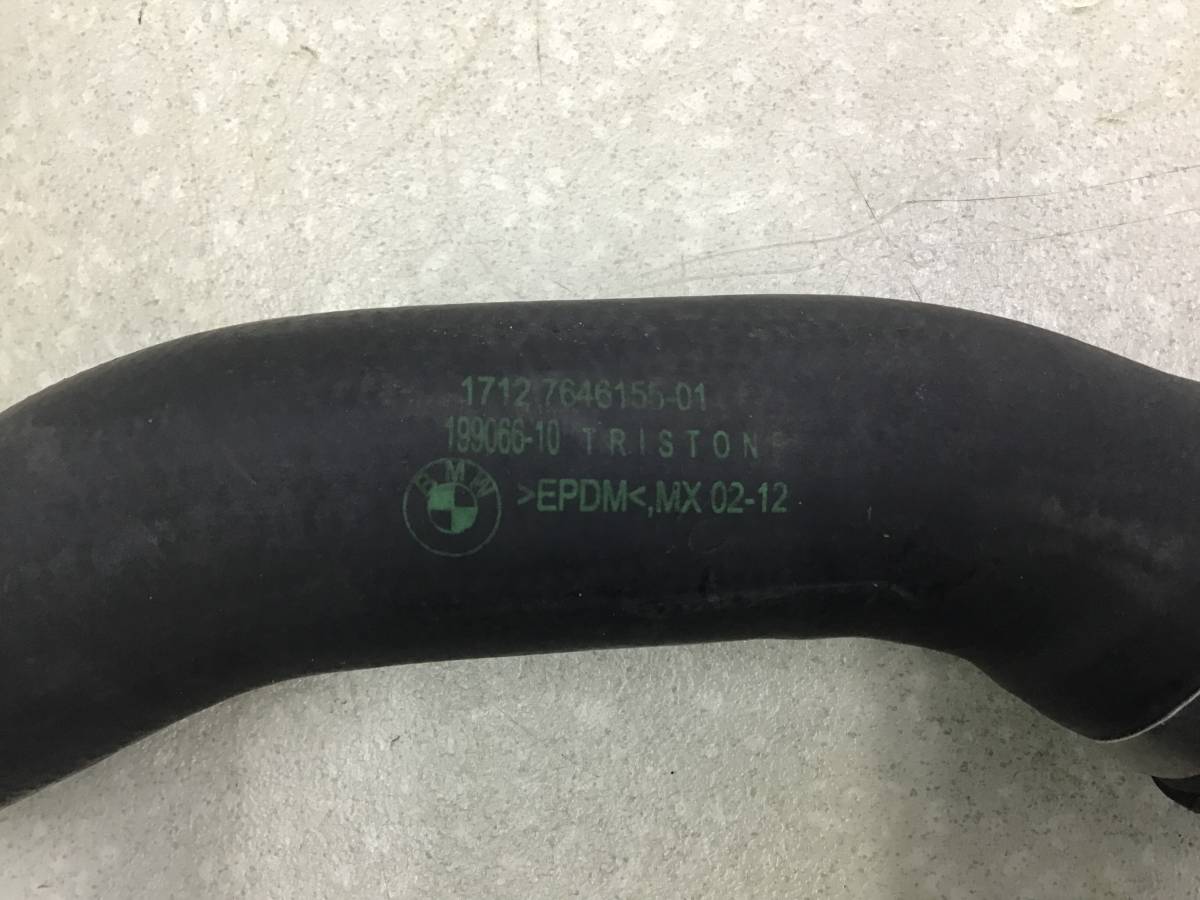 1712 7646155-01
199066-10 TRISTONE
BMW >EPDM<,MX 02-12